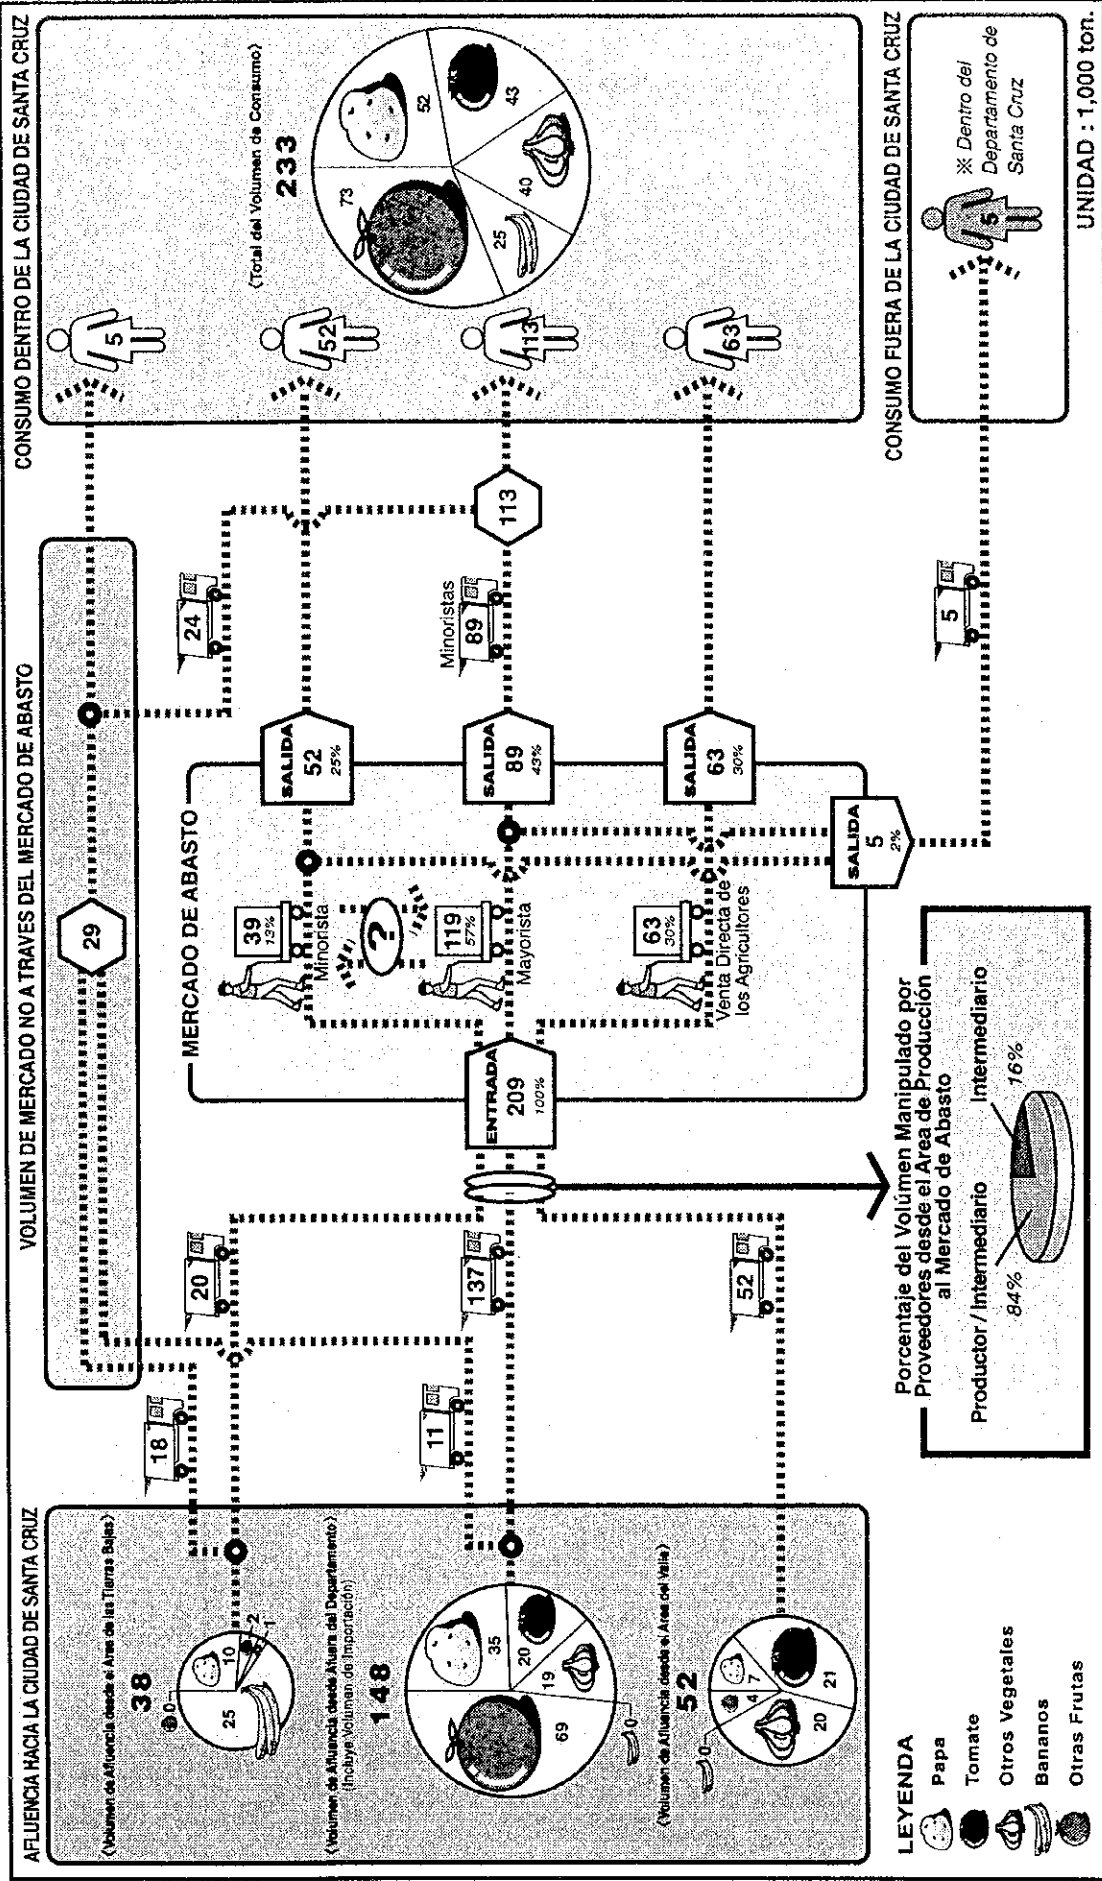 AFLUENCIA HACIA LA CIUDAD DE SANTA CRUZ
(Volumen de Afluencia desde el Area de las Tierras Bajas)
38
0
25
10
2
1
(Volumen de Afluencia desde Afuera del Departamento)
(Incluye Volumen de Importación)
148
35
20
19
69
0
(Volumen de Afluencia desde el Area del Valle)
52
0
4
7
21
20
LEYENDA
Papa
Tomate
Otros Vegetales
Bananos
Otras Frutas
18
11
20
137
52
VOLUMEN DE MERCADO NO A TRAVES DEL MERCADO DE ABASTO
29
24
MERCADO DE ABASTO
ENTRADA
209
100%
39
13%
Minorista
?
119
57%
Mayorista
63
30%
Venta Directa de
los Agricultores
SALIDA
52
25%
SALIDA
89
43%
SALIDA
63
30%
SALIDA
5
2%
Minoristas
89
113
5
Porcentaje del Volúmen Manipulado por
Proveedores desde el Area de Producción
al Mercado de Abasto
Productor / Intermediario
84%
Intermediario
16%
CONSUMO DENTRO DE LA CIUDAD DE SANTA CRUZ
5
52
113
63
(Total del Volumen de Consumo)
233
73
52
43
40
25
CONSUMO FUERA DE LA CIUDAD DE SANTA CRUZ
5
※ Dentro del
Departamento de
Santa Cruz
UNIDAD : 1,000 ton.